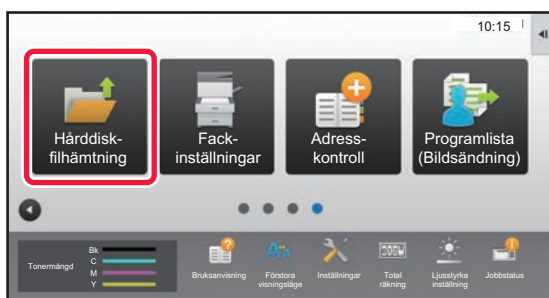 10:15
Hårddisk-
filhämtning
Fack-
inställningar
Adress-
kontroll
Programlista
(Bildsändning)
Tonermängd
Bk
C
M
Y
Bruksanvisning
Förstora
visningsläge
Inställningar
Total
räkning
Ljusstyrka
inställning
Jobbstatus